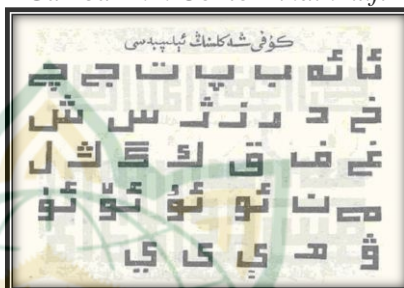 كۇفى شەكلىنىڭ ئېلىپبەسى
ئا ئە ب پ ت ج چ
خ د ر ز ژ س ش
غ ف ق ك گ ڭ ل
م ن ئو ئۇ ئۆ ئۈ
ۋ ھ ې ى ي